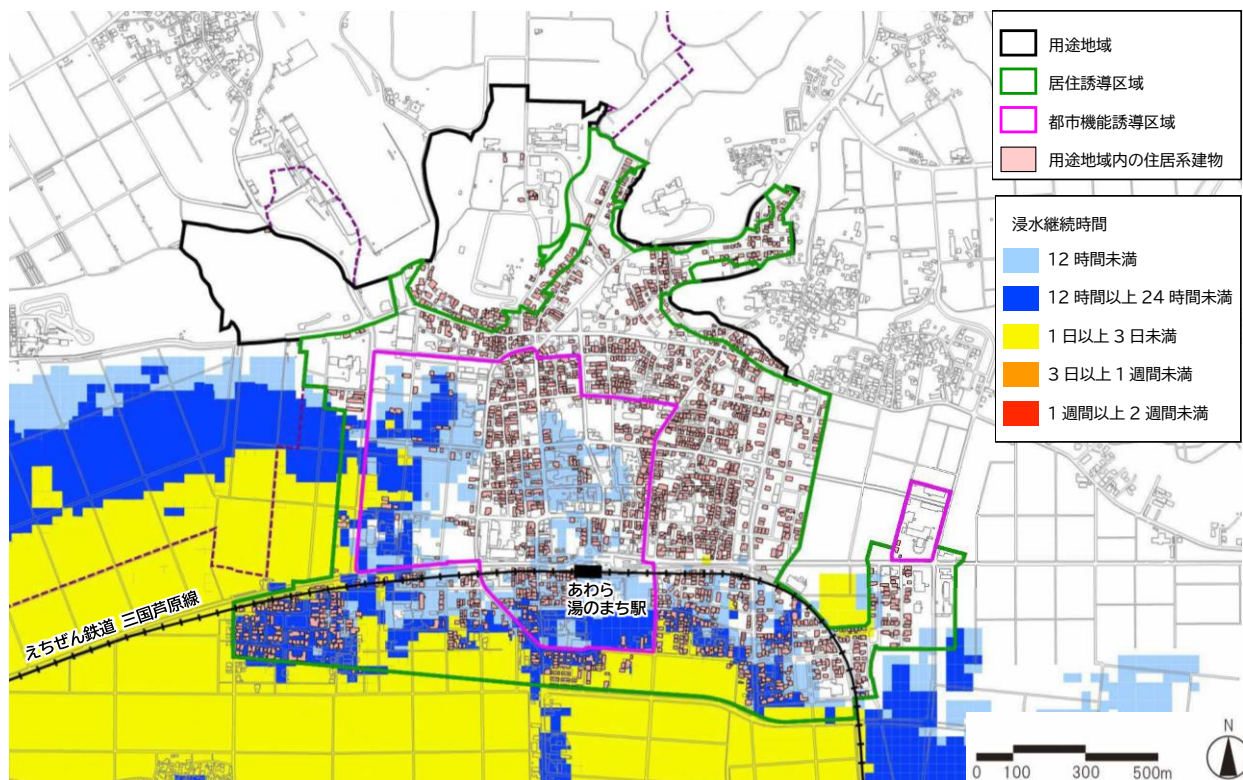 用途地域
居住誘導区域
都市機能誘導区域
用途地域内の住居系建物
浸水継続時間
12 時間未満
12 時間以上 24 時間未満
1 日以上 3 日未満
3 日以上 1 週間未満
1 週間以上 2 週間未満
あわら
湯のまち駅
えちぜん鉄道 三国芦原線
N
0 100 300 500m